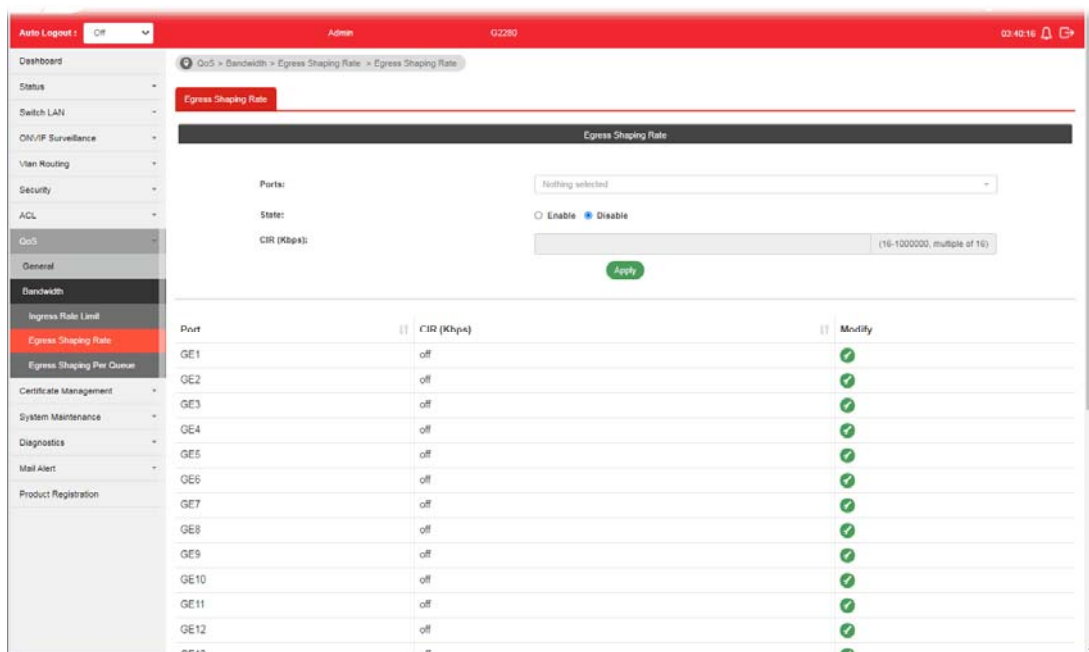 Auto Logout : Off Admin G2280 03:40:16
Dashboard
Status
Switch LAN
ONVIF Surveillance
Vlan Routing
Security
ACL
QoS
General
Bandwidth
Ingress Rate Limit
Egress Shaping Rate
Egress Shaping Per Queue
Certificate Management
System Maintenance
Diagnostics
Mail Alert
Product Registration
QoS > Bandwidth > Egress Shaping Rate > Egress Shaping Rate
Egress Shaping Rate
Egress Shaping Rate
Ports: Nothing selected
State: Enable Disable
CIR (Kbps): (16-1000000, multiple of 16)
Apply
Port CIR (Kbps) Modify
GE1 off
GE2 off
GE3 off
GE4 off
GE5 off
GE6 off
GE7 off
GE8 off
GE9 off
GE10 off
GE11 off
GE12 off